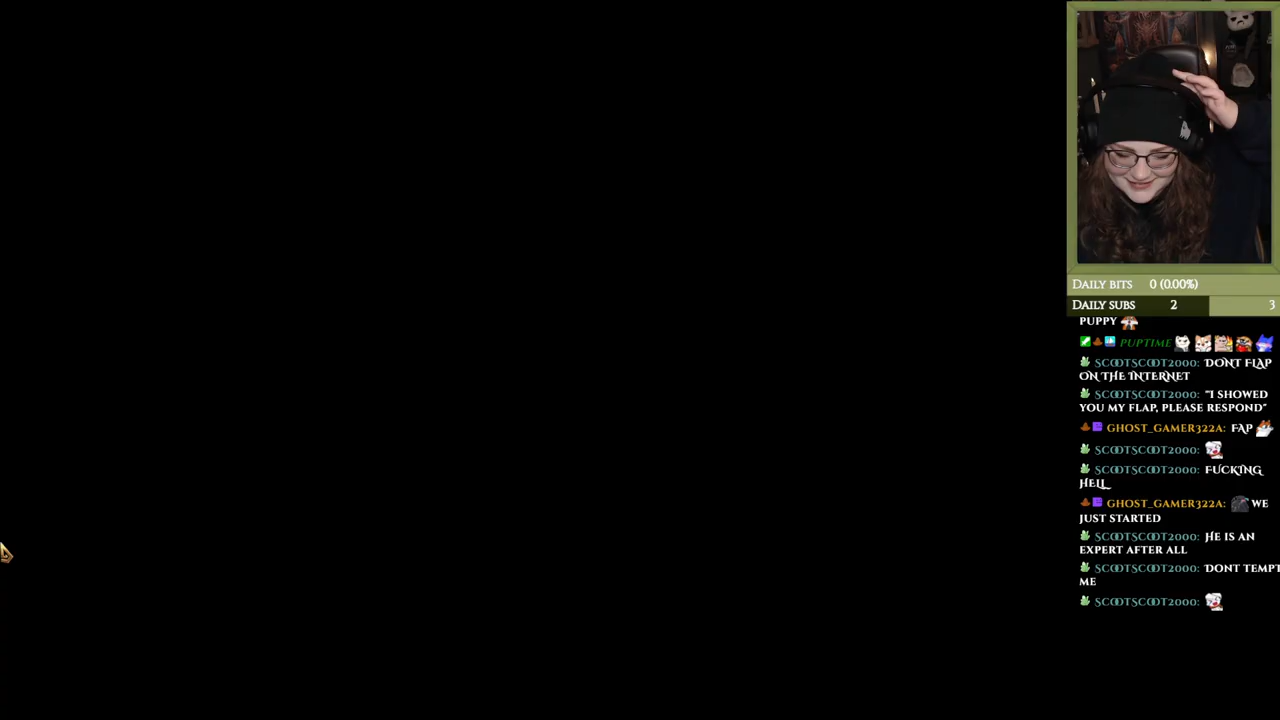 DAILY BITS 0 (0.00%)
DAILY SUBS 2 3
PUPPY
PUPTIME
SCOOTSCOOT2000: DONT FLAP
ON THE INTERNET
SCOOTSCOOT2000: "I SHOWED
YOU MY FLAP, PLEASE RESPOND"
GHOST_GAMER322A: FAP
SCOOTSCOOT2000:
SCOOTSCOOT2000: FUCKING
HELL
GHOST_GAMER322A: WE
JUST STARTED
SCOOTSCOOT2000: HE IS AN
EXPERT AFTER ALL
SCOOTSCOOT2000: DONT TEMPT
ME
SCOOTSCOOT2000: